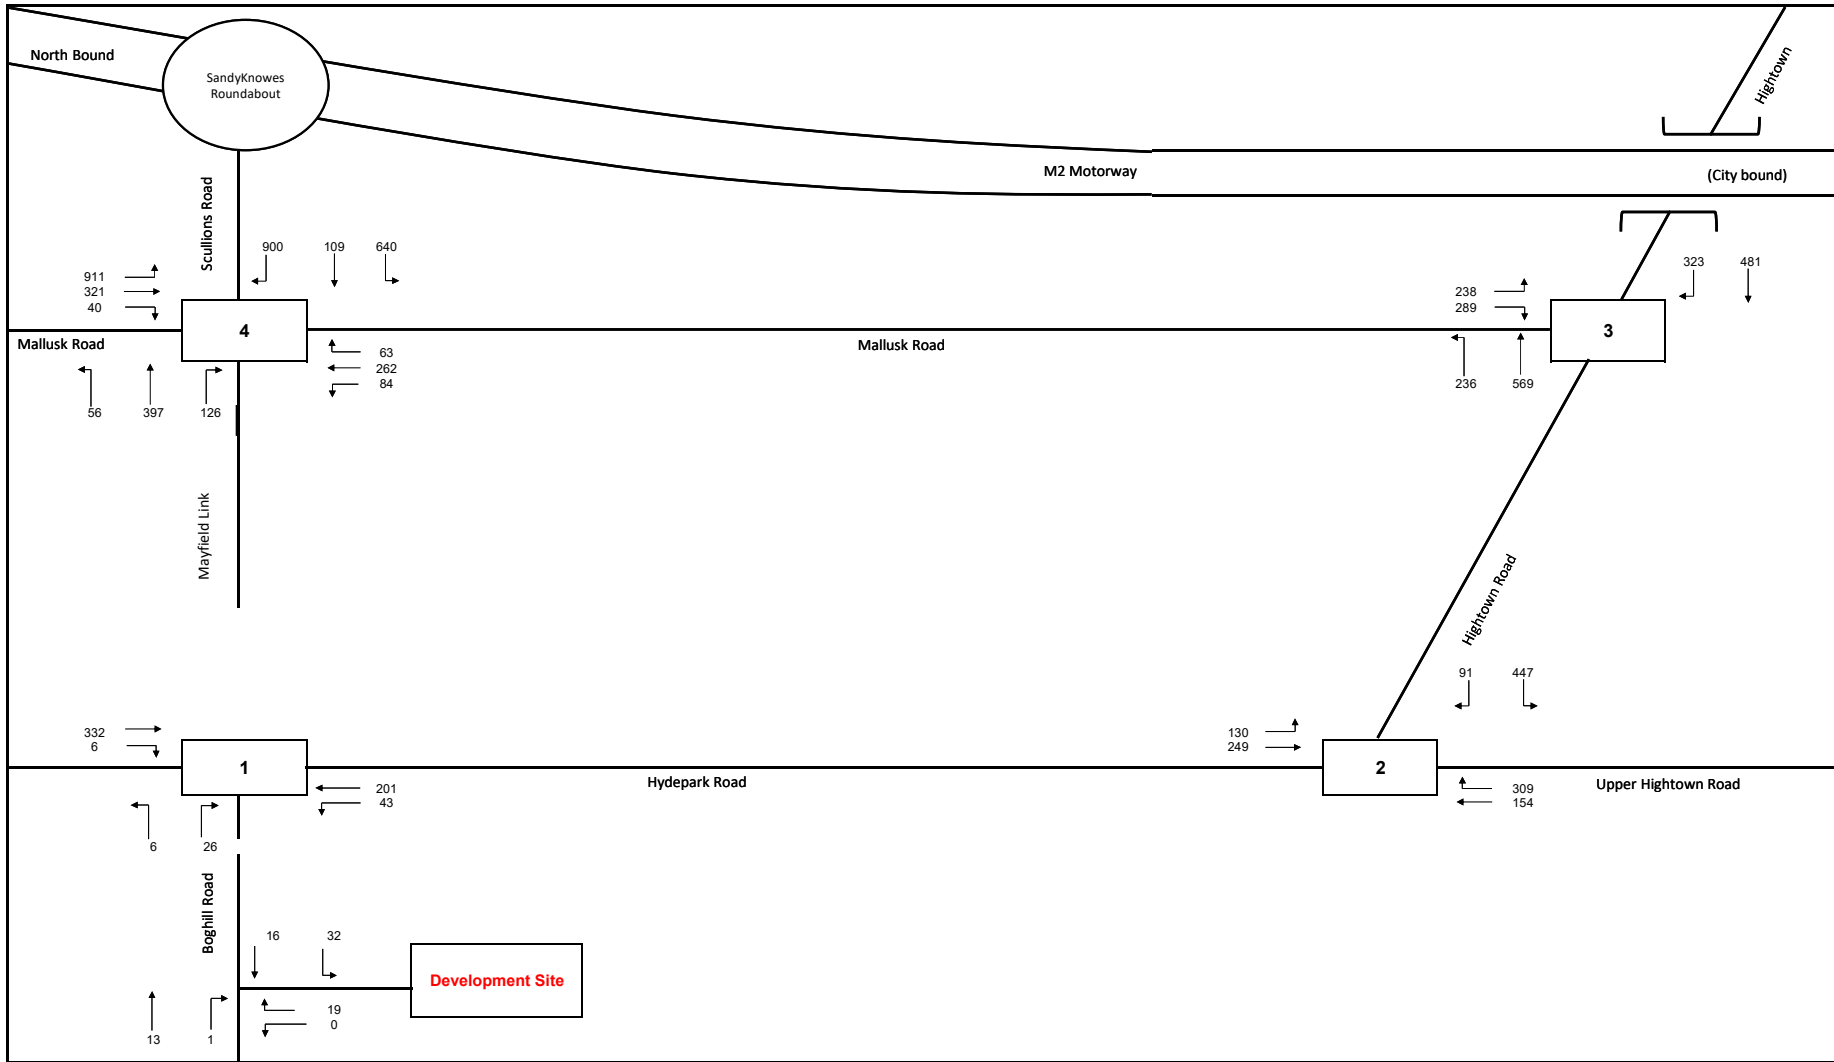 North Bound
SandyKnowes
Roundabout
Hightown
M2 Motorway
(City bound)
Scullions Road
900 109 640
911
321
40
4
Mallusk Road
63
262
84
56 397 126
Mallusk Road
238
289
323 481
3
236 569
Mayfield Link
Hightown Road
91 447
332
6
1
201
43
6 26
Hydepark Road
130
249
2
309
154
Upper Hightown Road
Boghill Road
16 32
Development Site
19
0
13 1